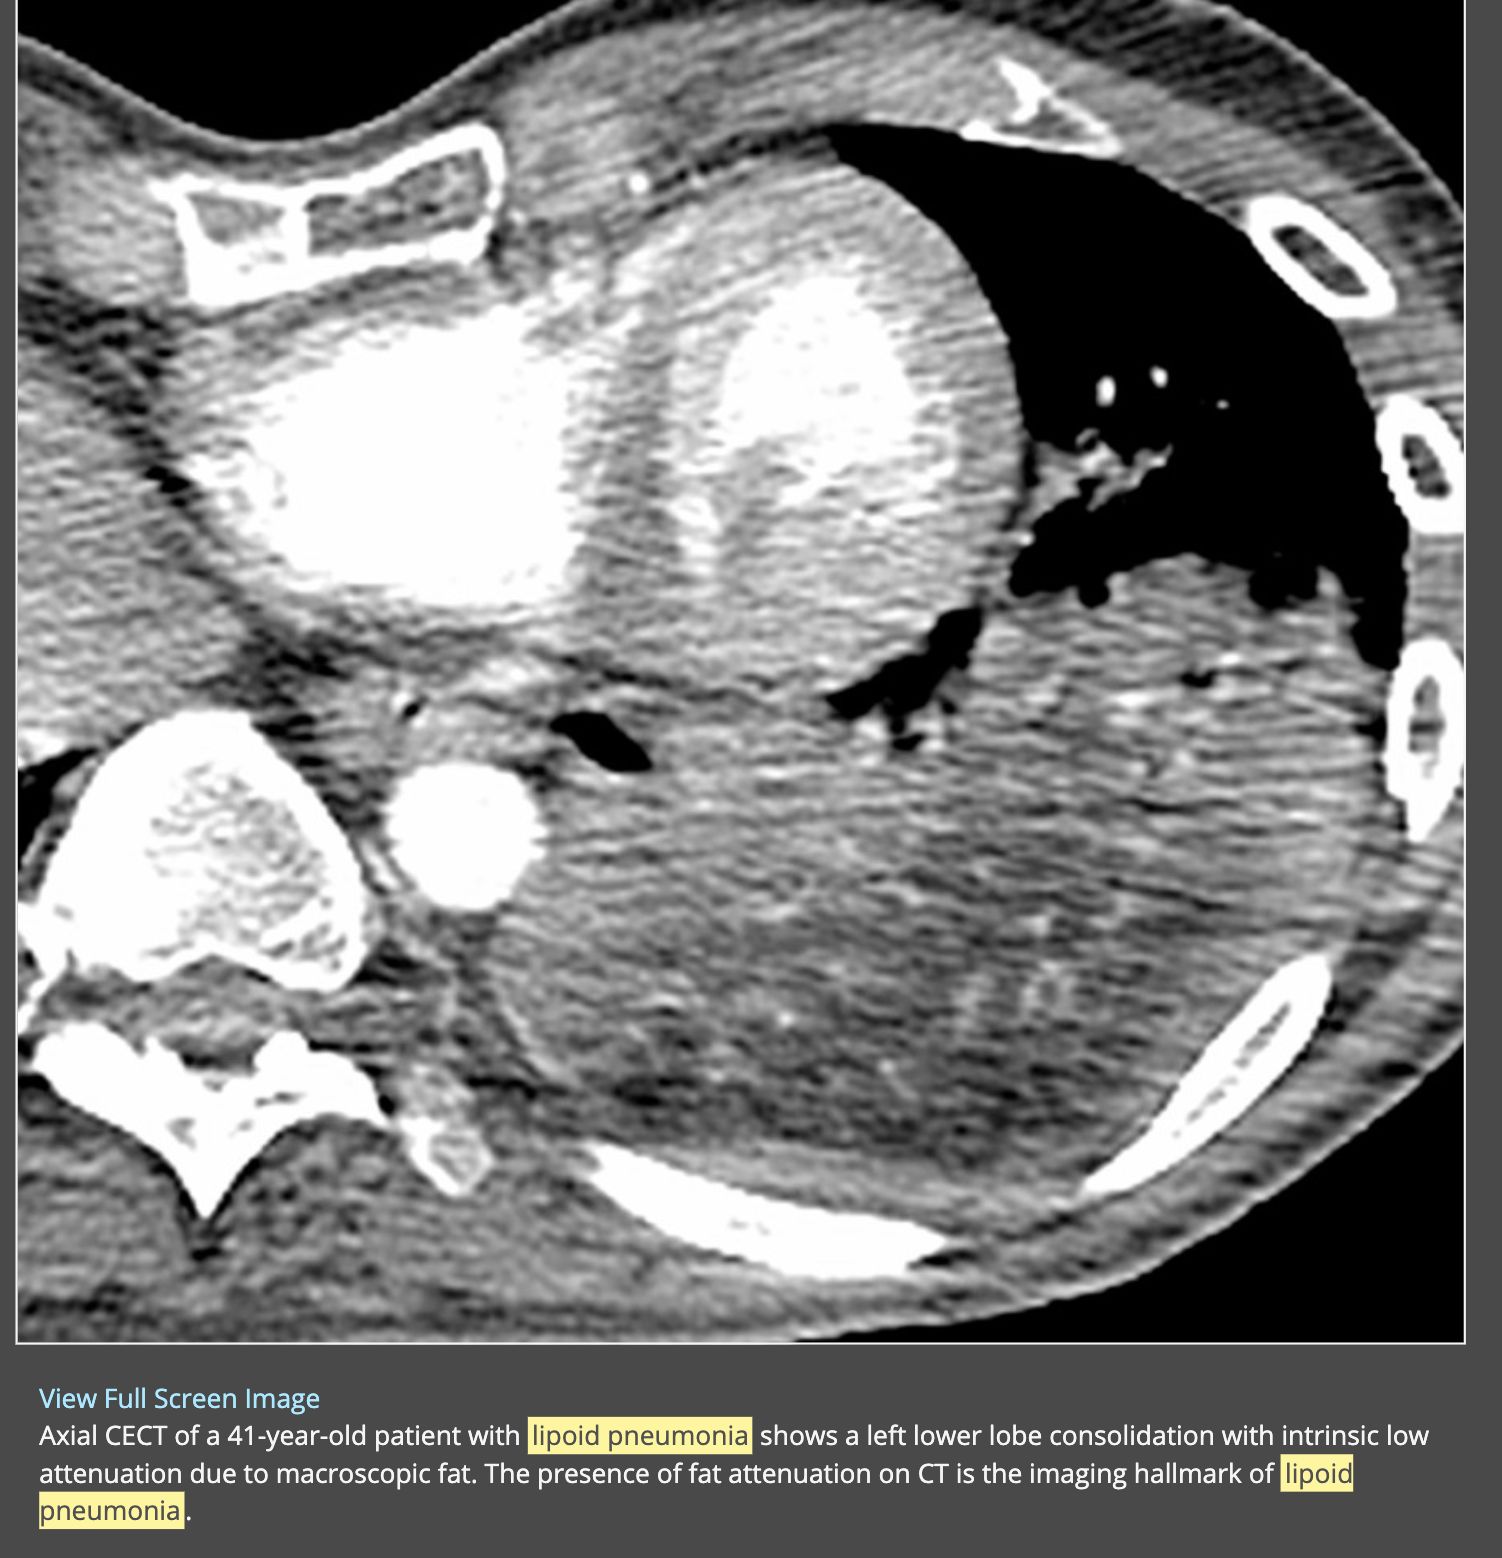 View Full Screen Image
Axial CECT of a 41-year-old patient with lipoid pneumonia shows a left lower lobe consolidation with intrinsic low
attenuation due to macroscopic fat. The presence of fat attenuation on CT is the imaging hallmark of lipoid
pneumonia.